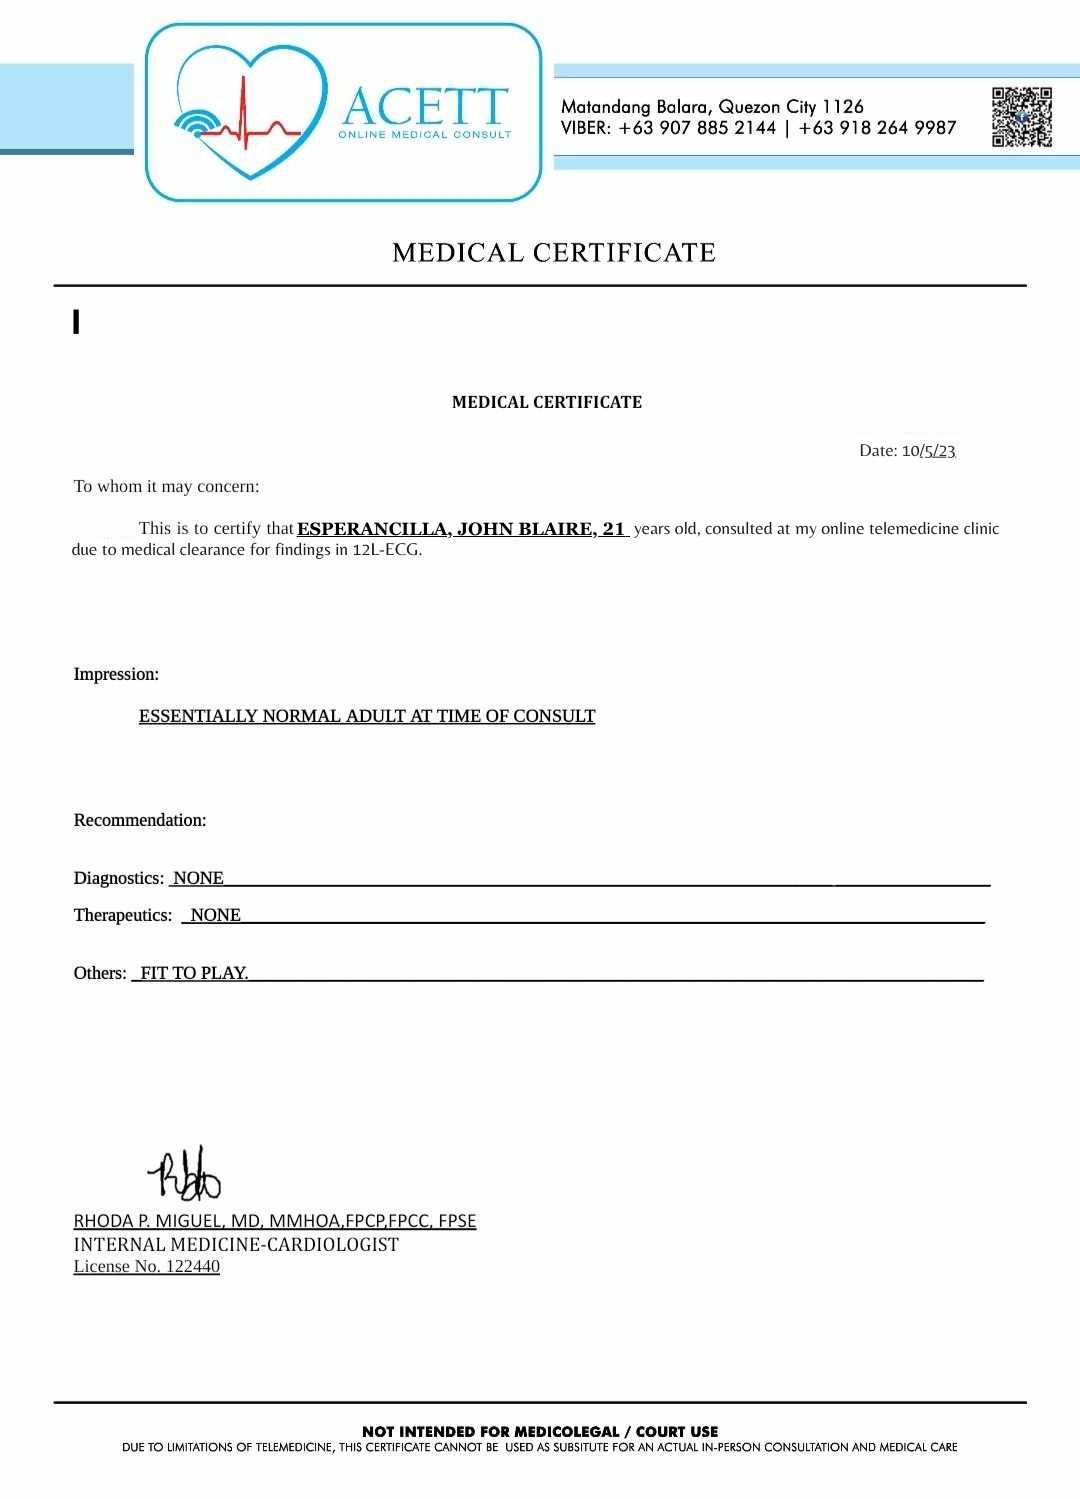 ACETT
ONLINE MEDICAL CONSULT
Matandang Balara, Quezon City 1126
VIBER: +63 907 885 2144 | +63 918 264 9987
MEDICAL CERTIFICATE
MEDICAL CERTIFICATE
Date: 10/5/23
To whom it may concern:
This is to certify that ESPERANCILLA, JOHN BLAIRE, 21 years old, consulted at my online telemedicine clinic
due to medical clearance for findings in 12L-ECG.
Impression:
ESSENTIALLY NORMAL ADULT AT TIME OF CONSULT
Recommendation:
Diagnostics: NONE
Therapeutics: NONE
Others: FIT TO PLAY.
RHODA P. MIGUEL, MD, MMHOA,FPCP,FPCC, FPSE
INTERNAL MEDICINE-CARDIOLOGIST
License No. 122440
NOT INTENDED FOR MEDICOLEGAL / COURT USE
DUE TO LIMITATIONS OF TELEMEDICINE, THIS CERTIFICATE CANNOT BE USED AS SUBSITUTE FOR AN ACTUAL IN-PERSON CONSULTATION AND MEDICAL CARE